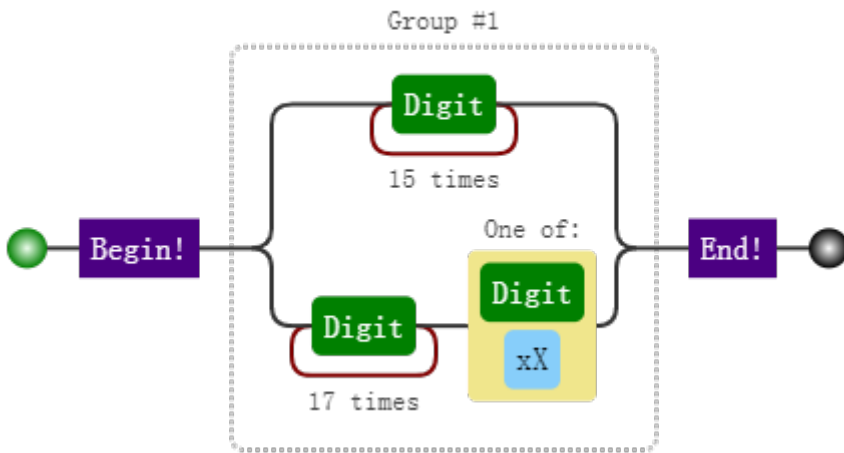 Group #1
Digit
15 times
Begin!
One of:
Digit
Digit
xX
17 times
End!